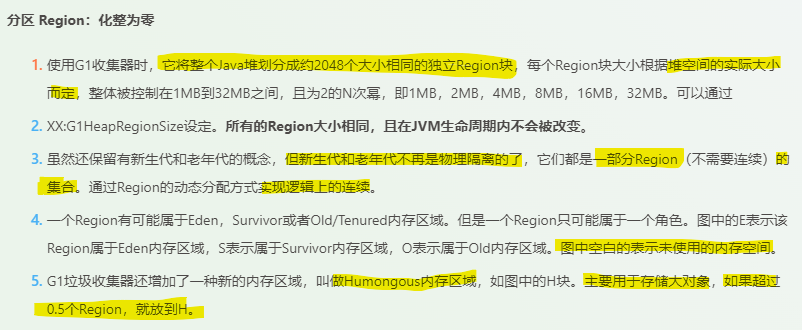 分区 Region：化整为零
1. 使用G1收集器时，它将整个Java堆划分成约2048个大小相同的独立Region块，每个Region块大小根据堆空间的实际大小
而定，整体被控制在1MB到32MB之间，且为2的N次幂，即1MB，2MB，4MB，8MB，16MB，32MB。可以通过
2. XX:G1HeapRegionSize设定。所有的Region大小相同，且在JVM生命周期内不会被改变。
3. 虽然还保留有新生代和老年代的概念，但新生代和老年代不再是物理隔离的了，它们都是一部分Region（不需要连续）的
集合。通过Region的动态分配方式实现逻辑上的连续。
4. 一个Region有可能属于Eden，Survivor或者Old/Tenured内存区域。但是一个Region只可能属于一个角色。图中的E表示该
Region属于Eden内存区域，S表示属于Survivor内存区域，O表示属于Old内存区域。图中空白的表示未使用的内存空间。
5. G1垃圾收集器还增加了一种新的内存区域，叫做Humongous内存区域，如图中的H块。主要用于存储大对象，如果超过
0.5个Region，就放到H。